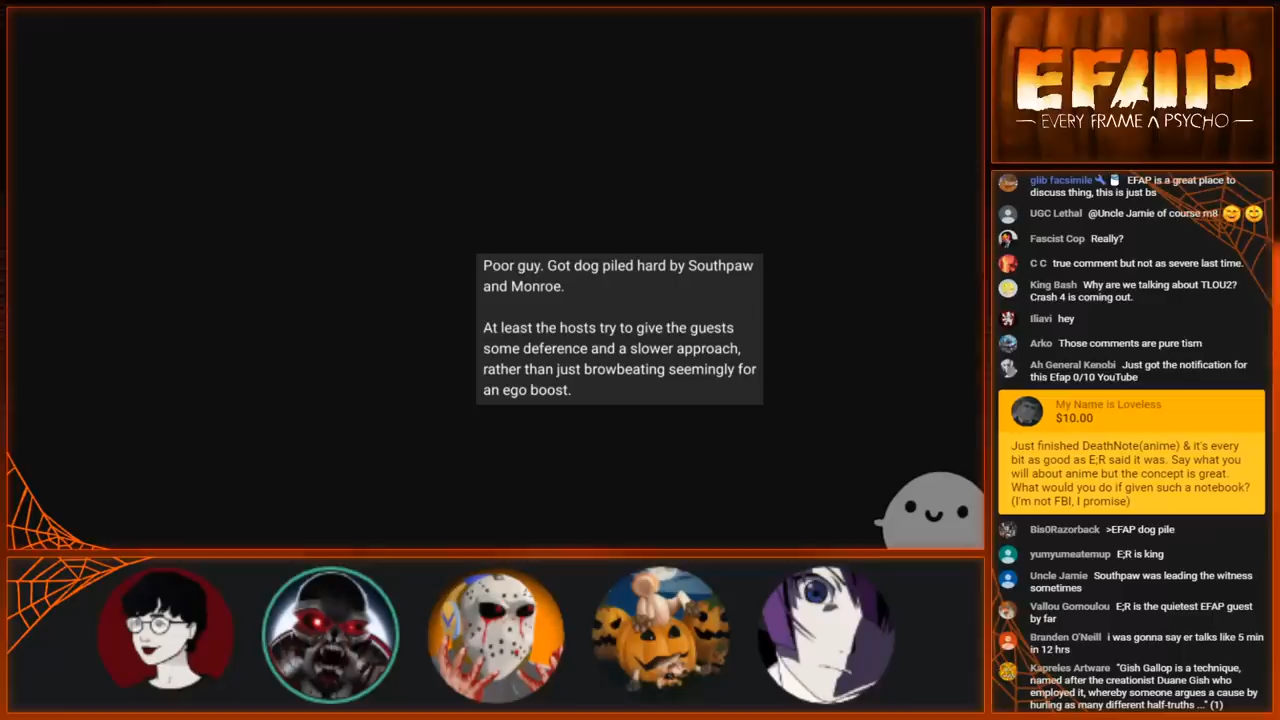 Poor guy. Got dog piled hard by Southpaw
and Monroe.
At least the hosts try to give the guests
some deference and a slower approach,
rather than just browbeating seemingly for
an ego boost.
EFAP
EVERY FRAME A PSYCHO
glib facsimile EFAP is a great place to
discuss thing, this is just bs
UGC Lethal @Uncle Jamie of course m8
Fascist Cop Really?
C C true comment but not as severe last time.
King Bash Why are we talking about TLOU2?
Crash 4 is coming out.
Iliavi hey
Arko Those comments are pure tism
Ah General Kenobi Just got the notification for
this Efap 0/10 YouTube
My Name is Loveless
$10.00
Just finished DeathNote(anime) & it's every
bit as good as E;R said it was. Say what you
will about anime but the concept is great.
What would you do if given such a notebook?
(I'm not FBI, I promise)
Bis0Razorback >EFAP dog pile
yumyumeatemup E;R is king
Uncle Jamie Southpaw was leading the witness
sometimes
Vallou Gomoulou E;R is the quietest EFAP guest
by far
Branden O'Neill i was gonna say er talks like 5 min
in 12 hrs
Kapreles Artware "Gish Gallop is a technique,
named after the creationist Duane Gish who
employed it, whereby someone argues a cause by
hurling as many different half-truths ..." (1)